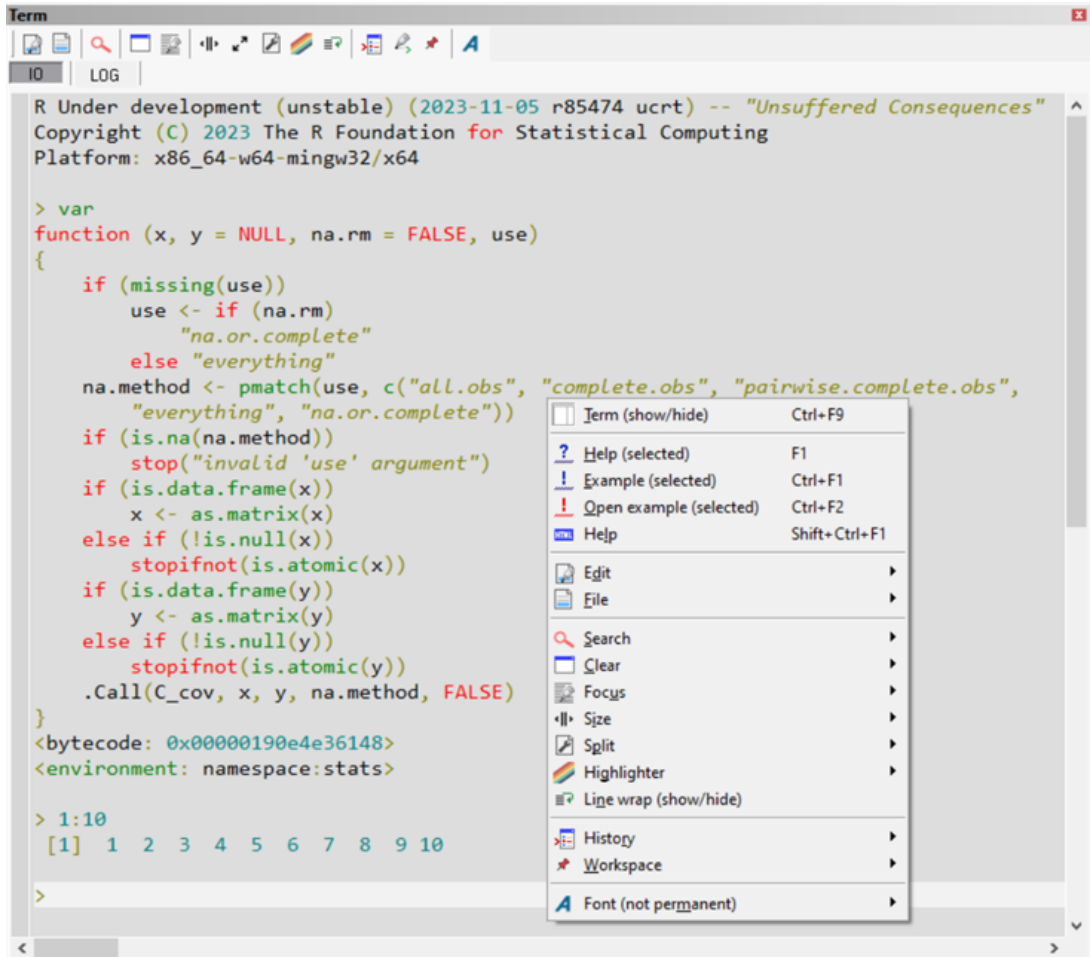 Term
IO LOG
R Under development (unstable) (2023-11-05 r85474 ucrt) -- "Unsuffered Consequences"
Copyright (C) 2023 The R Foundation for Statistical Computing
Platform: x86_64-w64-mingw32/x64
> var
function (x, y = NULL, na.rm = FALSE, use)
{
    if (missing(use))
        use <- if (na.rm)
            "na.or.complete"
        else "everything"
    na.method <- pmatch(use, c("all.obs", "complete.obs", "pairwise.complete.obs",
        "everything", "na.or.complete"))
    if (is.na(na.method))
        stop("invalid 'use' argument")
    if (is.data.frame(x))
        x <- as.matrix(x)
    else if (!is.null(x))
        stopifnot(is.atomic(x))
    if (is.data.frame(y))
        y <- as.matrix(y)
    else if (!is.null(y))
        stopifnot(is.atomic(y))
    .Call(C_cov, x, y, na.method, FALSE)
}
<bytecode: 0x00000190e4e36148>
<environment: namespace:stats>
> 1:10
 [1]  1  2  3  4  5  6  7  8  9 10
>
Term (show/hide) Ctrl+F9
Help (selected) F1
Example (selected) Ctrl+F1
Open example (selected) Ctrl+F2
Help Shift+Ctrl+F1
Edit
File
Search
Clear
Focus
Size
Split
Highlighter
Line wrap (show/hide)
History
Workspace
Font (not permanent)